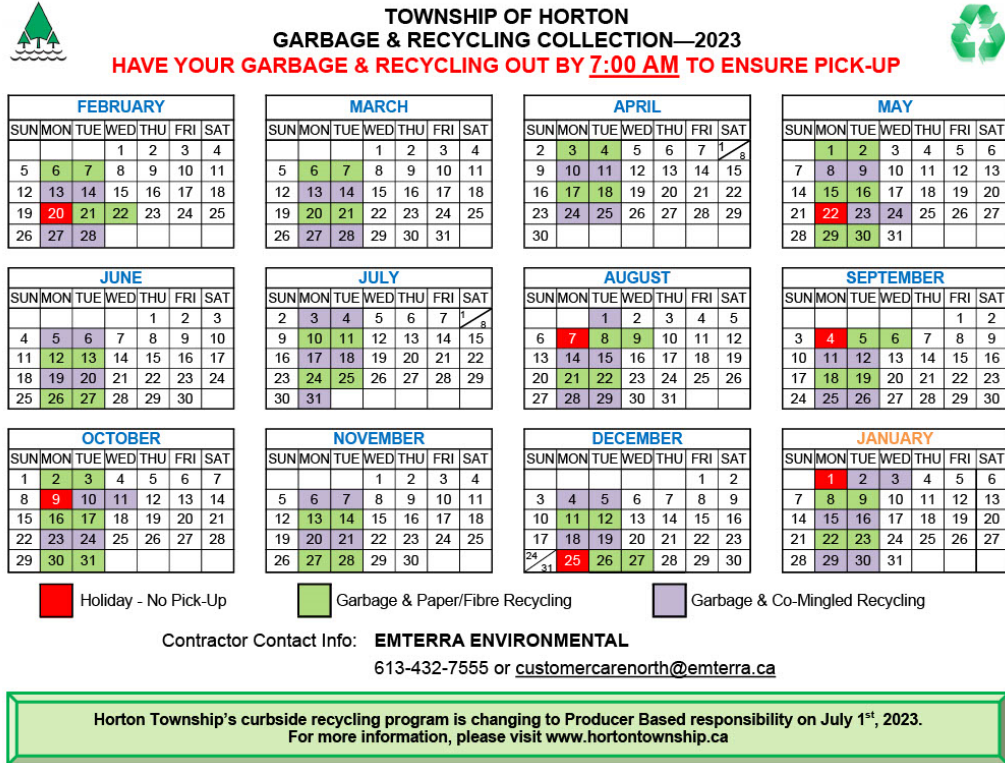 TOWNSHIP OF HORTON
GARBAGE & RECYCLING COLLECTION—2023
HAVE YOUR GARBAGE & RECYCLING OUT BY 7:00 AM TO ENSURE PICK-UP
FEBRUARY
SUN MON TUE WED THU FRI SAT
1 2 3 4
5 6 7 8 9 10 11
12 13 14 15 16 17 18
19 20 21 22 23 24 25
26 27 28
MARCH
SUN MON TUE WED THU FRI SAT
1 2 3 4
5 6 7 8 9 10 11
12 13 14 15 16 17 18
19 20 21 22 23 24 25
26 27 28 29 30 31
APRIL
SUN MON TUE WED THU FRI SAT
2 3 4 5 6 7 1/8
9 10 11 12 13 14 15
16 17 18 19 20 21 22
23 24 25 26 27 28 29
30
MAY
SUN MON TUE WED THU FRI SAT
1 2 3 4 5 6
7 8 9 10 11 12 13
14 15 16 17 18 19 20
21 22 23 24 25 26 27
28 29 30 31
JUNE
SUN MON TUE WED THU FRI SAT
1 2 3
4 5 6 7 8 9 10
11 12 13 14 15 16 17
18 19 20 21 22 23 24
25 26 27 28 29 30
JULY
SUN MON TUE WED THU FRI SAT
2 3 4 5 6 7 1/8
9 10 11 12 13 14 15
16 17 18 19 20 21 22
23 24 25 26 27 28 29
30 31
AUGUST
SUN MON TUE WED THU FRI SAT
1 2 3 4 5
6 7 8 9 10 11 12
13 14 15 16 17 18 19
20 21 22 23 24 25 26
27 28 29 30 31
SEPTEMBER
SUN MON TUE WED THU FRI SAT
1 2
3 4 5 6 7 8 9
10 11 12 13 14 15 16
17 18 19 20 21 22 23
24 25 26 27 28 29 30
OCTOBER
SUN MON TUE WED THU FRI SAT
1 2 3 4 5 6 7
8 9 10 11 12 13 14
15 16 17 18 19 20 21
22 23 24 25 26 27 28
29 30 31
NOVEMBER
SUN MON TUE WED THU FRI SAT
1 2 3 4
5 6 7 8 9 10 11
12 13 14 15 16 17 18
19 20 21 22 23 24 25
26 27 28 29 30
DECEMBER
SUN MON TUE WED THU FRI SAT
1 2
3 4 5 6 7 8 9
10 11 12 13 14 15 16
17 18 19 20 21 22 23
24/31 25 26 27 28 29 30
JANUARY
SUN MON TUE WED THU FRI SAT
1 2 3 4 5 6
7 8 9 10 11 12 13
14 15 16 17 18 19 20
21 22 23 24 25 26 27
28 29 30 31
Holiday - No Pick-Up
Garbage & Paper/Fibre Recycling
Garbage & Co-Mingled Recycling
Contractor Contact Info: EMTERRA ENVIRONMENTAL
613-432-7555 or customercarenorth@emterra.ca
Horton Township's curbside recycling program is changing to Producer Based responsibility on July 1st, 2023.
For more information, please visit www.hortontownship.ca